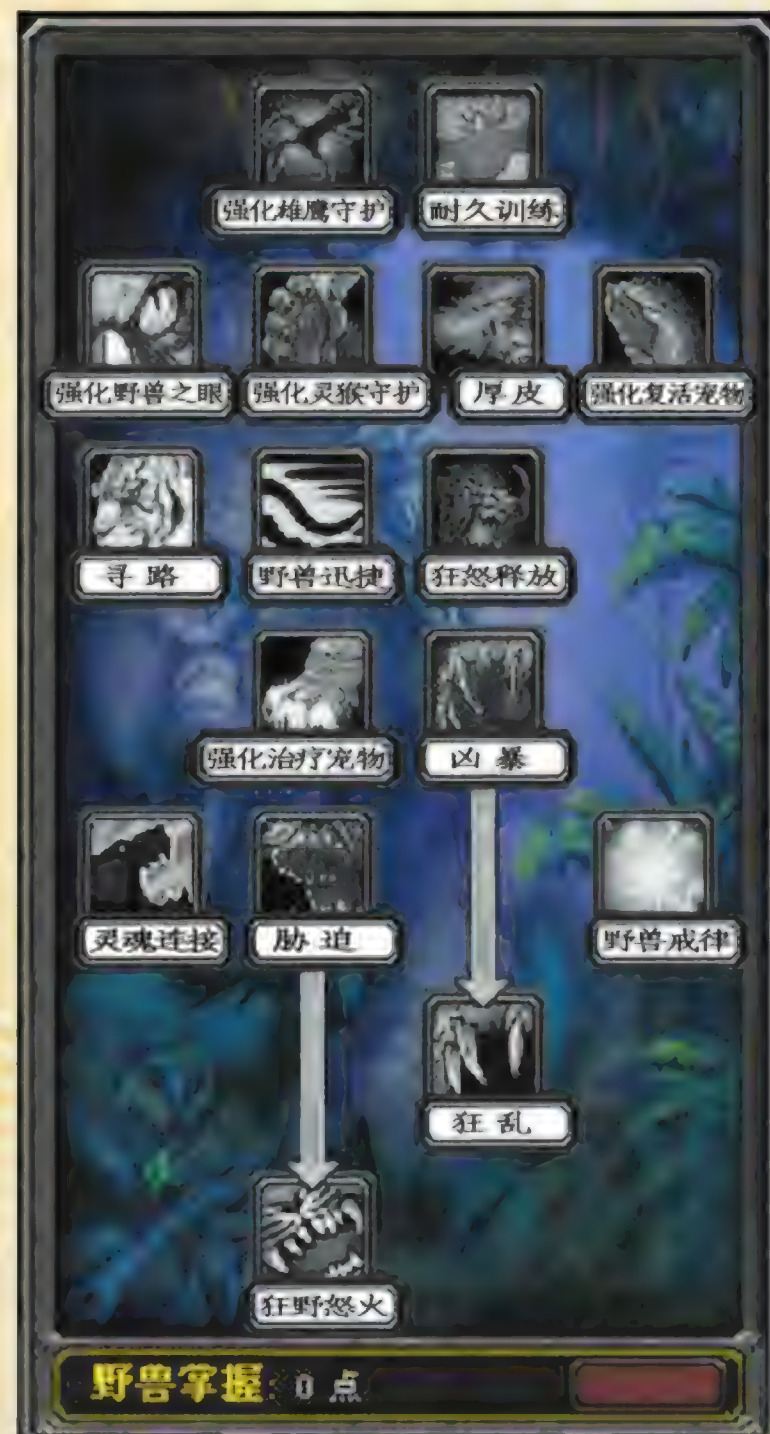 强化雄鹰守护 耐久训练
强化野兽之眼 强化灵猴守护 厚皮 强化复活宠物
寻路 野兽迅捷 狂怒释放
强化治疗宠物 凶暴
灵魂连接 胁迫 野兽戒律
狂乱
狂野怒火
野兽掌握: 0 点